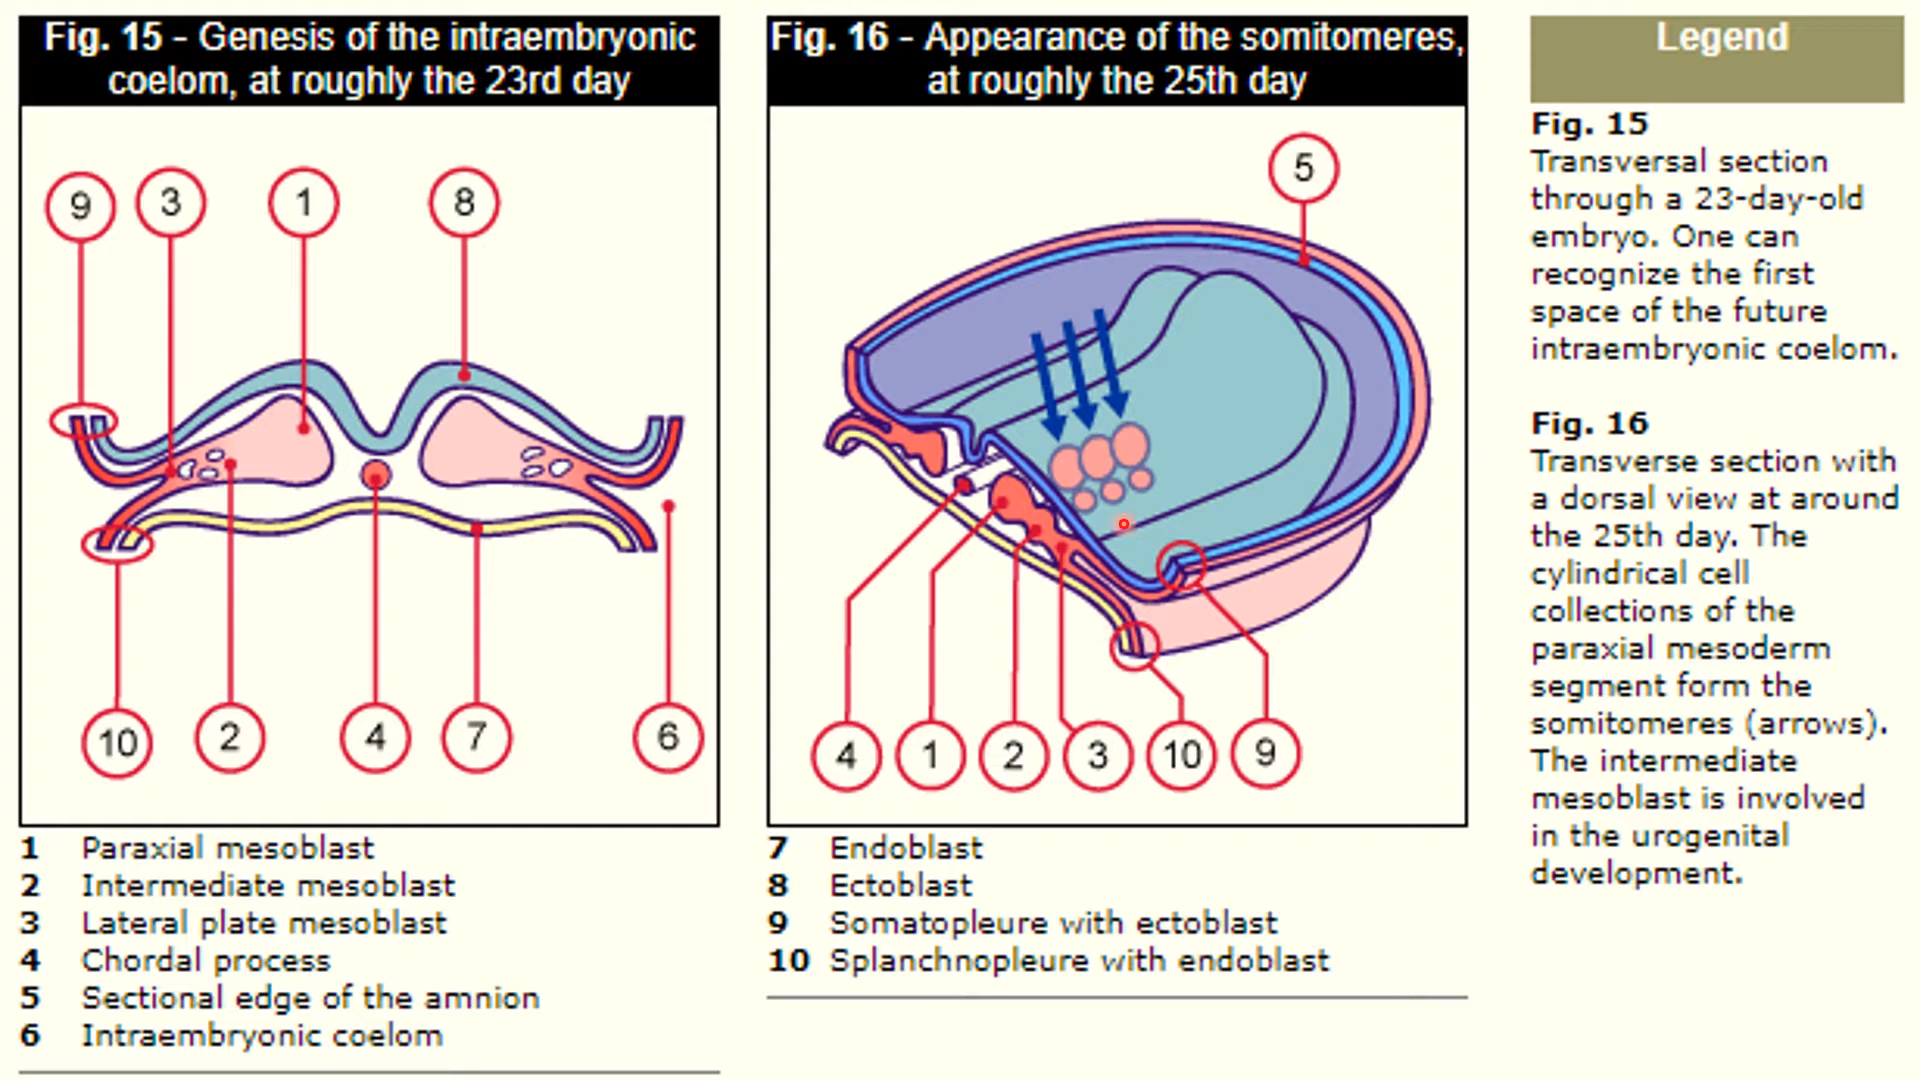 Fig. 15 - Genesis of the intraembryonic
coelom, at roughly the 23rd day
9
3
1
8
10
2
4
7
6
1 Paraxial mesoblast
2 Intermediate mesoblast
3 Lateral plate mesoblast
4 Chordal process
5 Sectional edge of the amnion
6 Intraembryonic coelom
Fig. 16 - Appearance of the somitomeres,
at roughly the 25th day
5
4
1
2
3
10
9
7 Endoblast
8 Ectoblast
9 Somatopleure with ectoblast
10 Splanchnopleure with endoblast
Legend
Fig. 15
Transversal section
through a 23-day-old
embryo. One can
recognize the first
space of the future
intraembryonic coelom.
Fig. 16
Transverse section with
a dorsal view at around
the 25th day. The
cylindrical cell
collections of the
paraxial mesoderm
segment form the
somitomeres (arrows).
The intermediate
mesoblast is involved
in the urogenital
development.